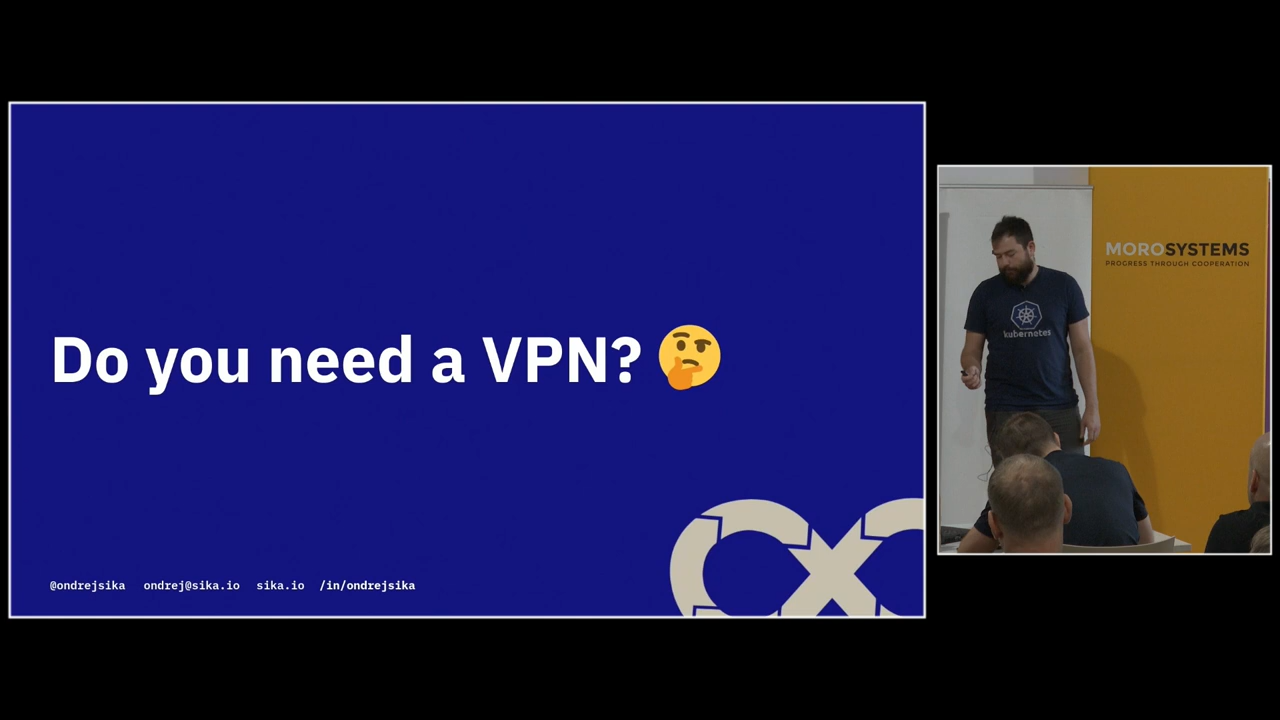 Do you need a VPN? 🤔
@ondrejsika ondrej@sika.io sika.io /in/ondrejsika
MOROSYSTEMS
PROGRESS THROUGH COOPERATION
kubernetes